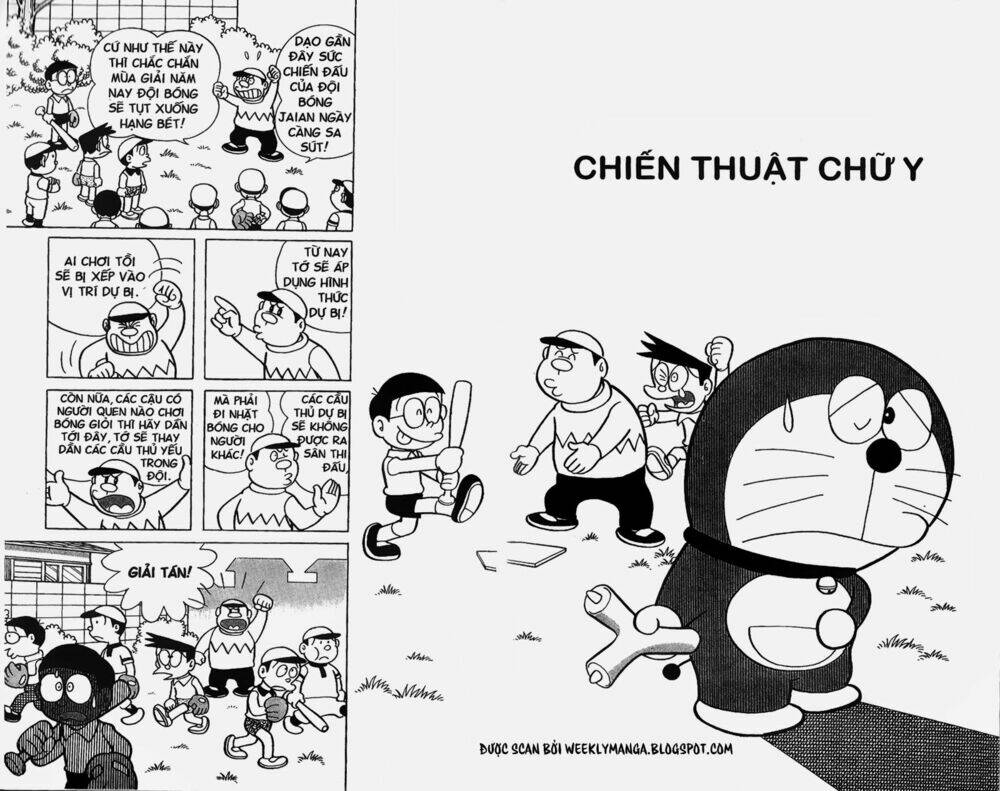 CHIẾN THUẬT CHỮ Y
ĐƯỢC SCAN BỞI WEEKLYMANGA.BLOGSPOT.COM
DẠO GẦN
ĐÂY SỨC
CHIẾN ĐẤU
CỦA ĐỘI
BÓNG
JAIAN NGÀY
CÀNG SA
SÚT!
CỨ NHƯ THẾ NÀY
THÌ CHẮC CHẮN
MÙA GIẢI NĂM
NAY ĐỘI BÓNG
SẼ TỤT XUỐNG
HẠNG BÉT!
TỪ NAY
TỚ SẼ ÁP
DỤNG HÌNH
THỨC
DỰ BỊ!
AI CHƠI TỒI
SẼ BỊ XẾP VÀO
VỊ TRÍ DỰ BỊ.
CÁC CẦU
THỦ DỰ BỊ
SẼ KHÔNG
ĐƯỢC RA
SÂN THI
ĐẤU,
MÀ PHẢI
ĐI NHẶT
BÓNG CHO
NGƯỜI
KHÁC!
CÒN NỮA, CÁC CẬU CÓ
NGƯỜI QUEN NÀO CHƠI
BÓNG GIỎI THÌ HÃY DẪN
TỚI ĐÂY, TỚ SẼ THAY
DẦN CÁC CẦU THỦ YẾU
TRONG
ĐỘI.
GIẢI TÁN!